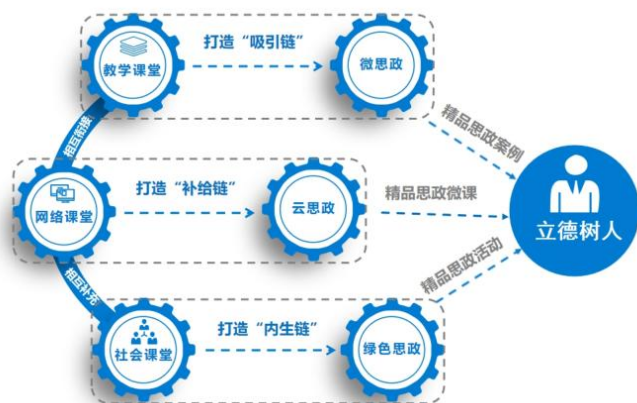 教学课堂
打造“吸引链”
微思政
精品思政案例
相互衔接
网络课堂
打造“补给链”
云思政
精品思政微课
立德树人
相互补充
社会课堂
打造“内生链”
绿色思政
精品思政活动